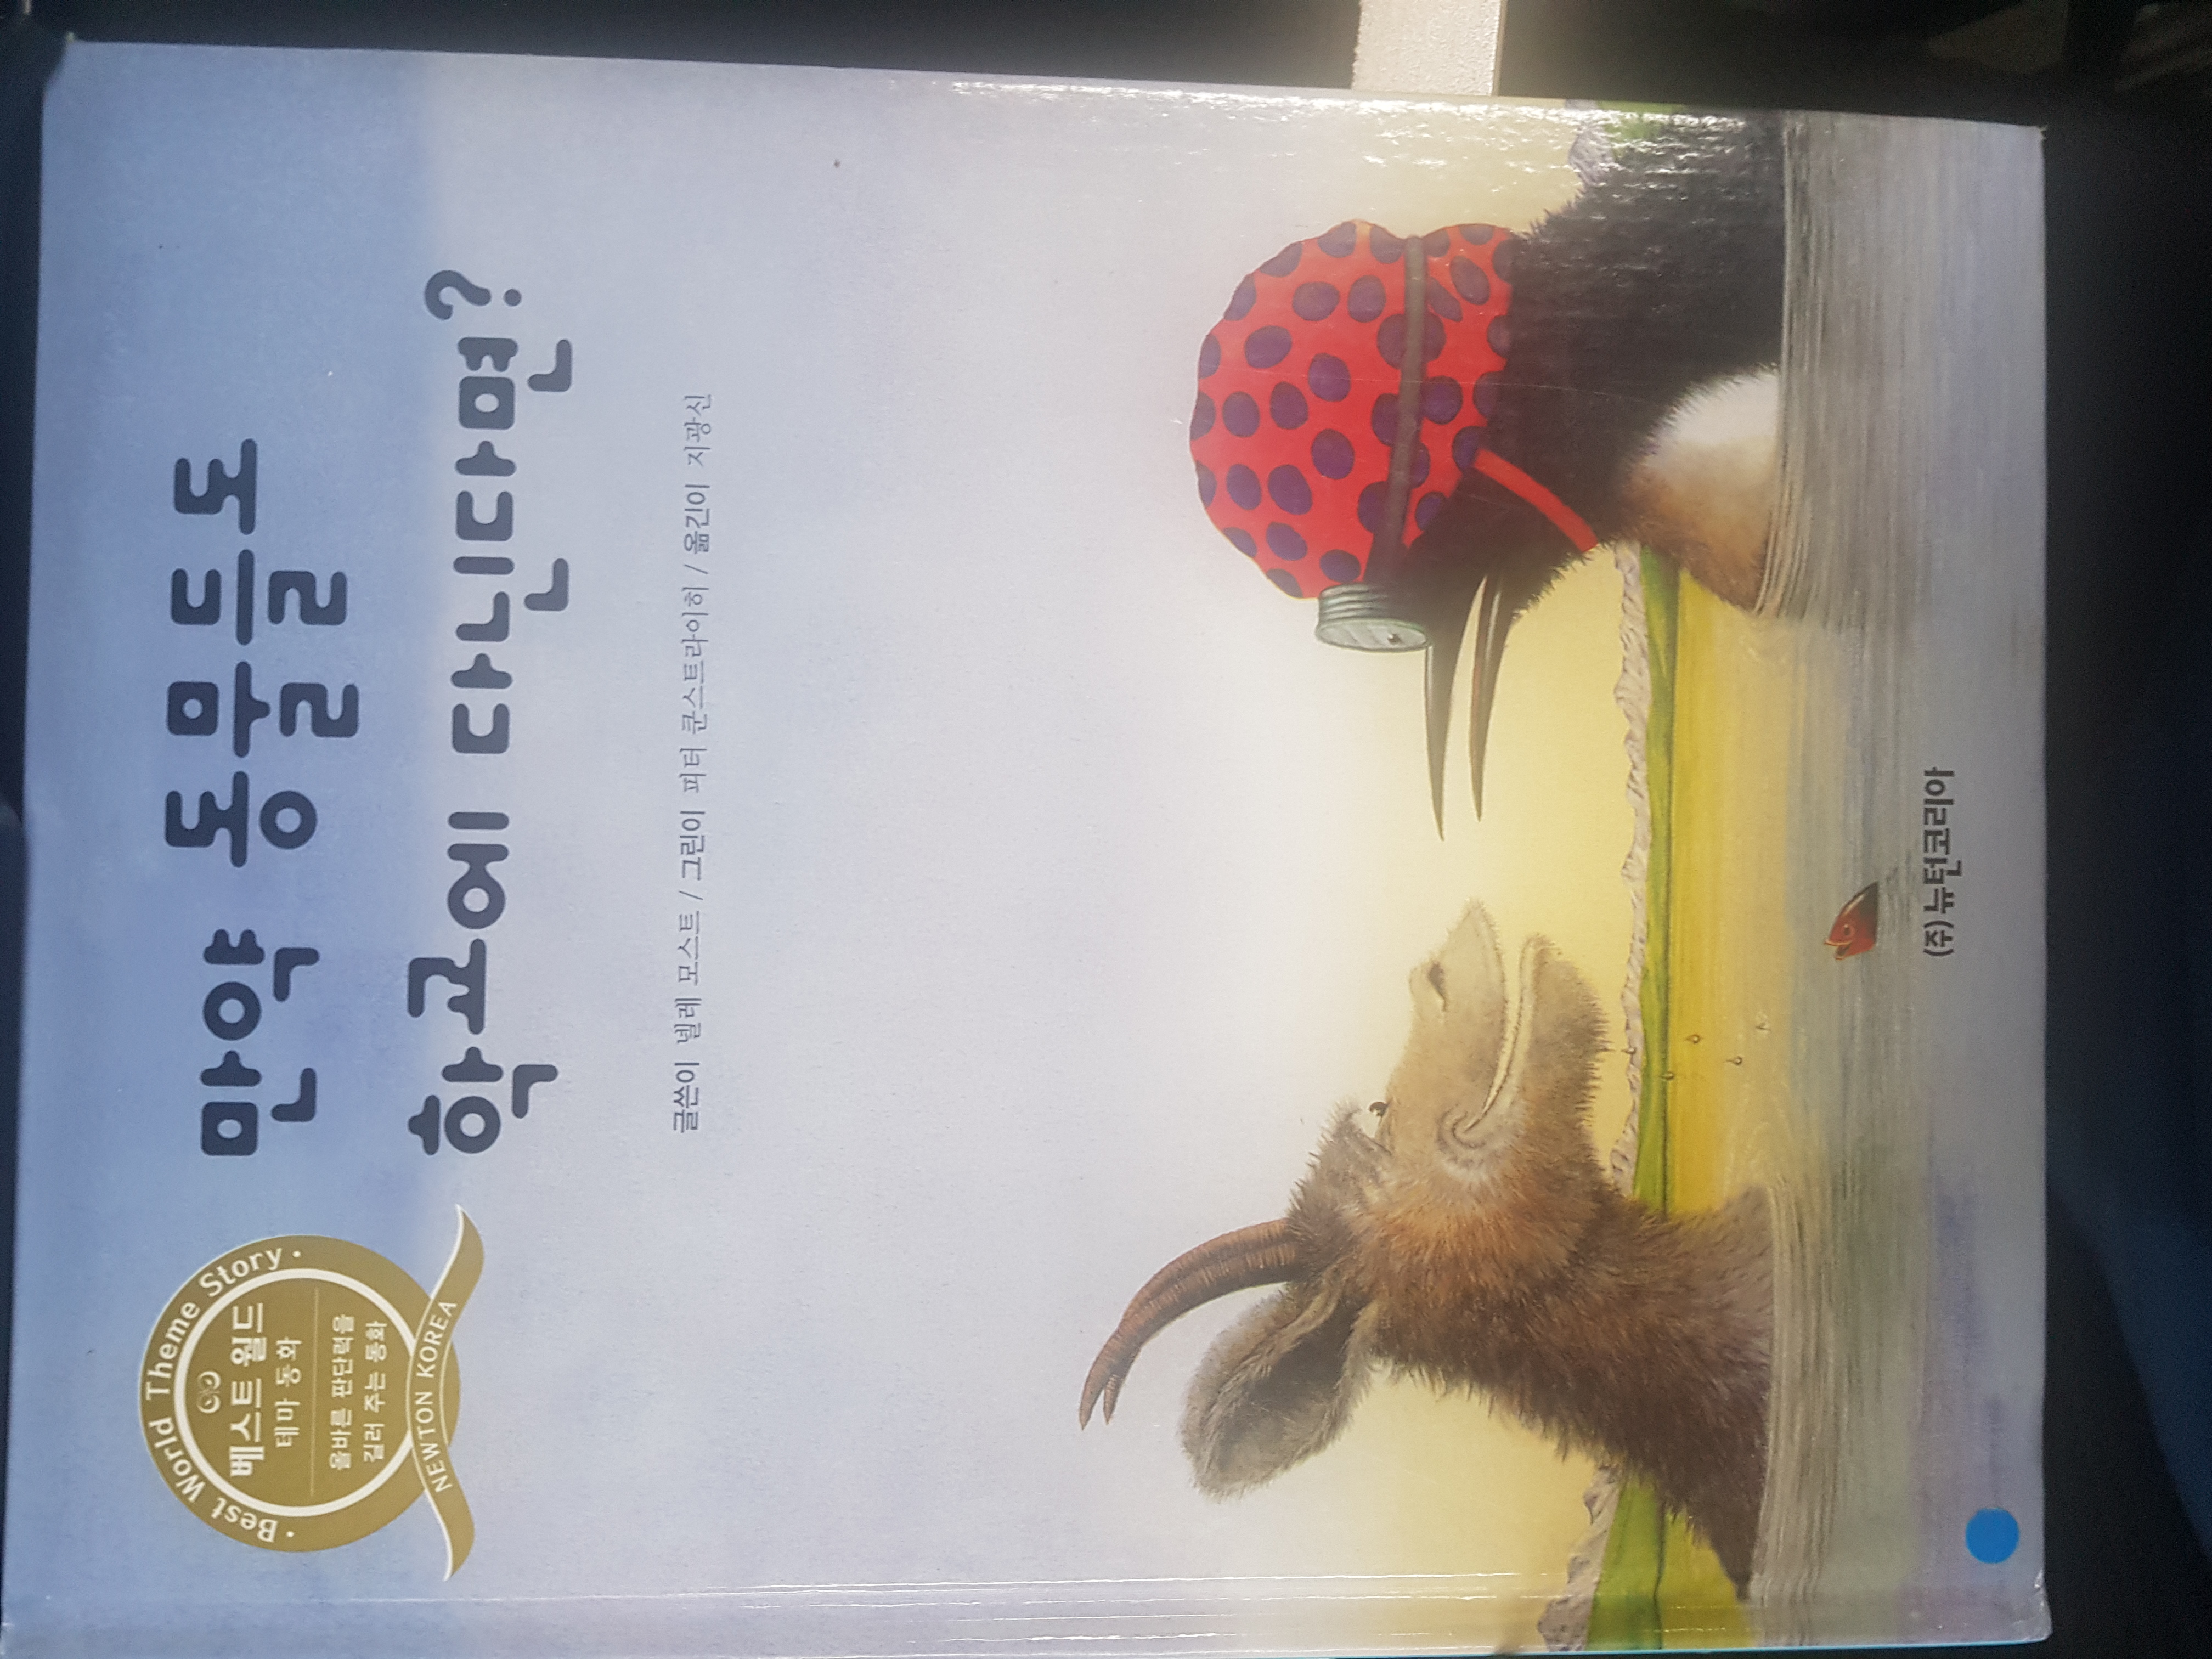 · Best World Theme Story ·
베스트 월드
테마 동화
올바른 판단력을
길러 주는 동화
NEWTON KOREA
만약 동물들도
학교에 다닌다면?
글쓴이 넬레 모스트 / 그린이 피터 쿤스트라이히 / 옮긴이 지광신
(주)뉴턴코리아